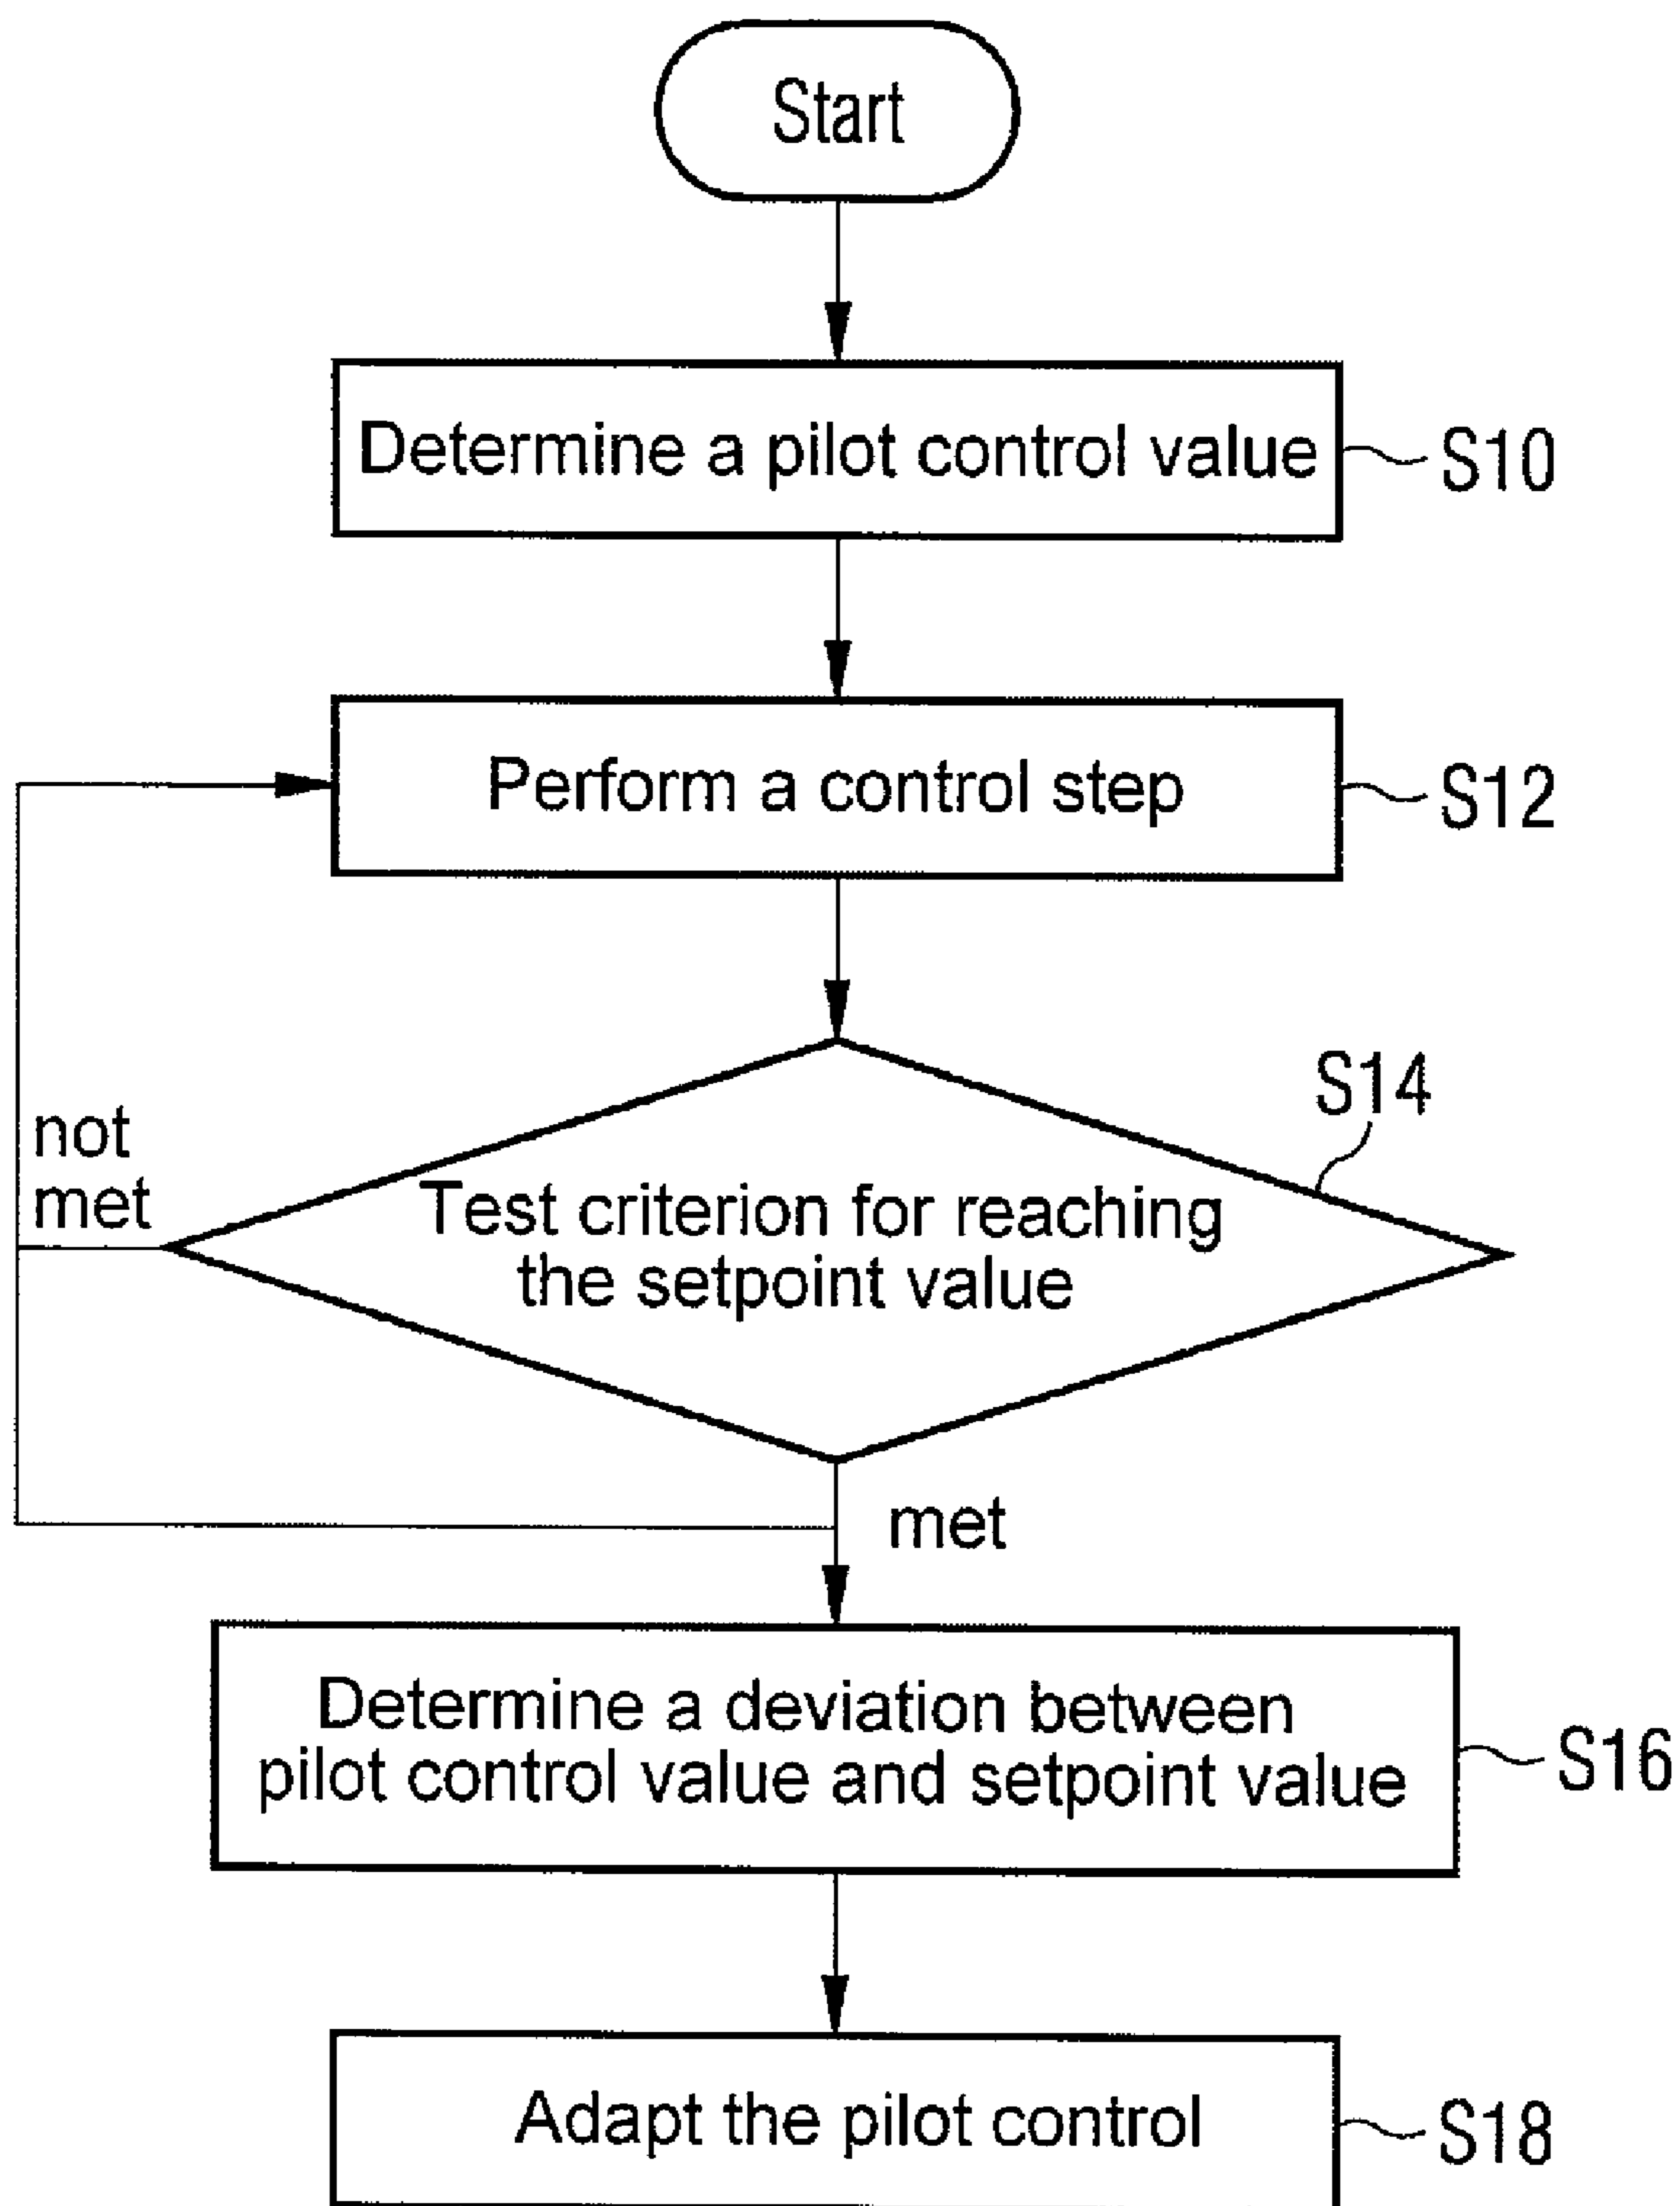 Start
Determine a pilot control value
S10
Perform a control step
S12
S14
not
met
Test criterion for reaching
the setpoint value
met
Determine a deviation between
pilot control value and setpoint value
S16
Adapt the pilot control
S18